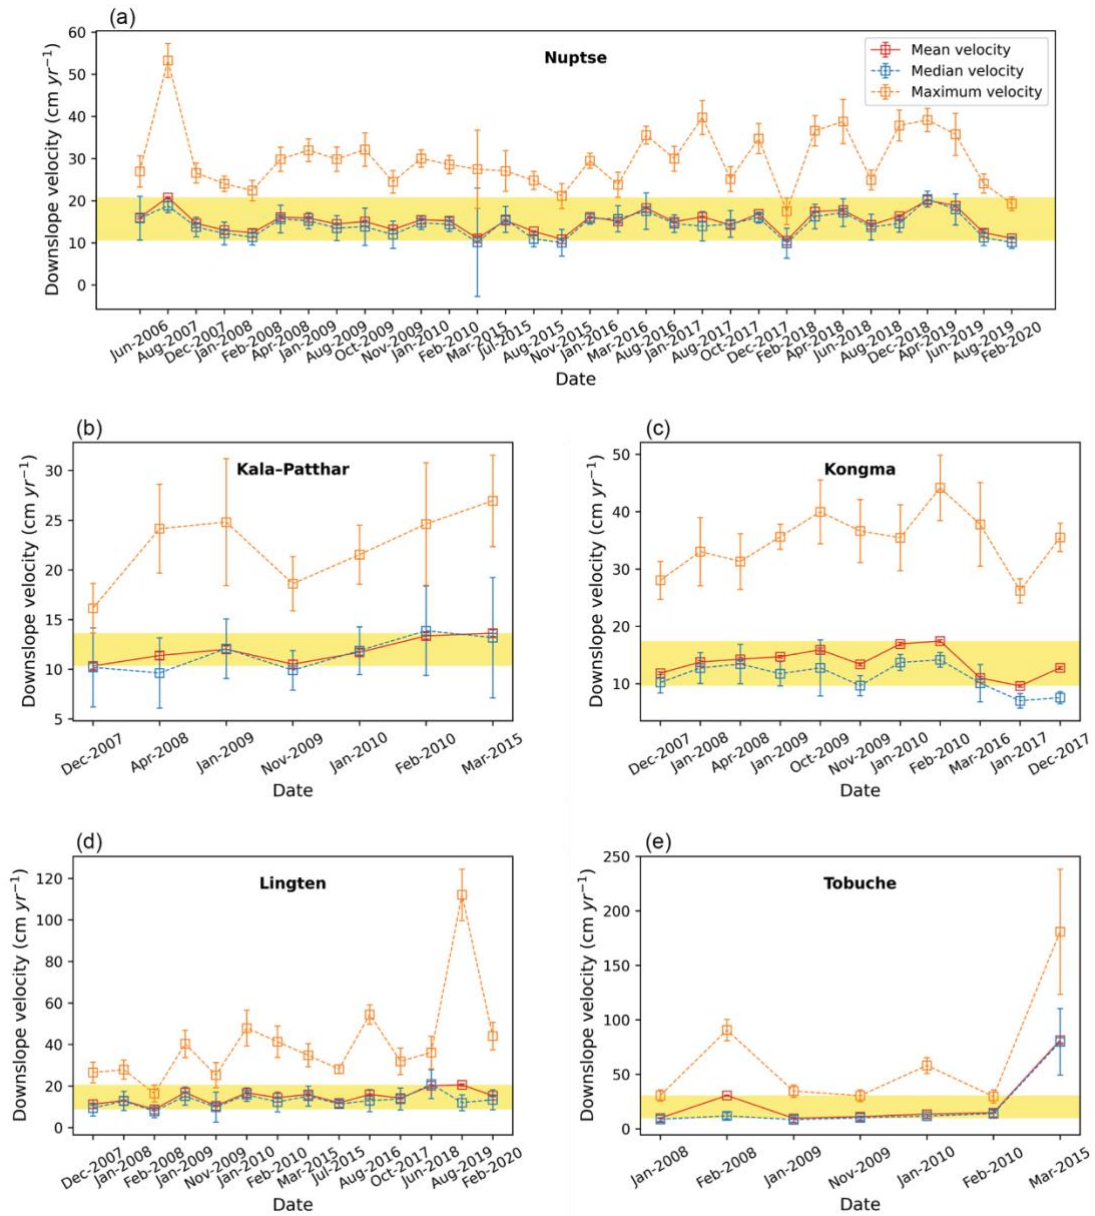 (a)
Nuptse
Mean velocity
Median velocity
Maximum velocity
Downslope velocity (cm yr−1)
60
50
40
30
20
10
0
Jun-2006
Aug-2007
Dec-2007
Jan-2008
Feb-2008
Apr-2008
Jan-2009
Aug-2009
Oct-2009
Nov-2009
Jan-2010
Feb-2010
Mar-2015
Jul-2015
Aug-2015
Nov-2015
Jan-2016
Mar-2016
Aug-2016
Jan-2017
Aug-2017
Oct-2017
Dec-2017
Feb-2018
Apr-2018
Jun-2018
Aug-2018
Dec-2018
Apr-2019
Jun-2019
Aug-2019
Feb-2020
Date
(b)
Kala–Patthar
Downslope velocity (cm yr−1)
30
25
20
15
10
5
Dec-2007
Apr-2008
Jan-2009
Nov-2009
Jan-2010
Feb-2010
Mar-2015
Date
(c)
Kongma
Downslope velocity (cm yr−1)
50
40
30
20
10
Dec-2007
Jan-2008
Apr-2008
Jan-2009
Oct-2009
Nov-2009
Jan-2010
Feb-2010
Mar-2016
Jan-2017
Dec-2017
Date
(d)
Lingten
Downslope velocity (cm yr−1)
120
100
80
60
40
20
0
Dec-2007
Jan-2008
Feb-2008
Jan-2009
Nov-2009
Jan-2010
Feb-2010
Mar-2015
Jul-2015
Aug-2016
Oct-2017
Jun-2018
Aug-2019
Feb-2020
Date
(e)
Tobuche
Downslope velocity (cm yr−1)
250
200
150
100
50
0
Jan-2008
Feb-2008
Jan-2009
Nov-2009
Jan-2010
Feb-2010
Mar-2015
Date